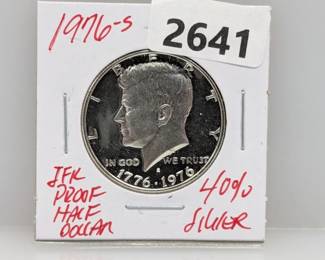 1976-S
2641
LIBERTY
IN GOD WE TRUST
S
1776·1976
JFK
PROOF
HALF
DOLLAR
40%
SILVER